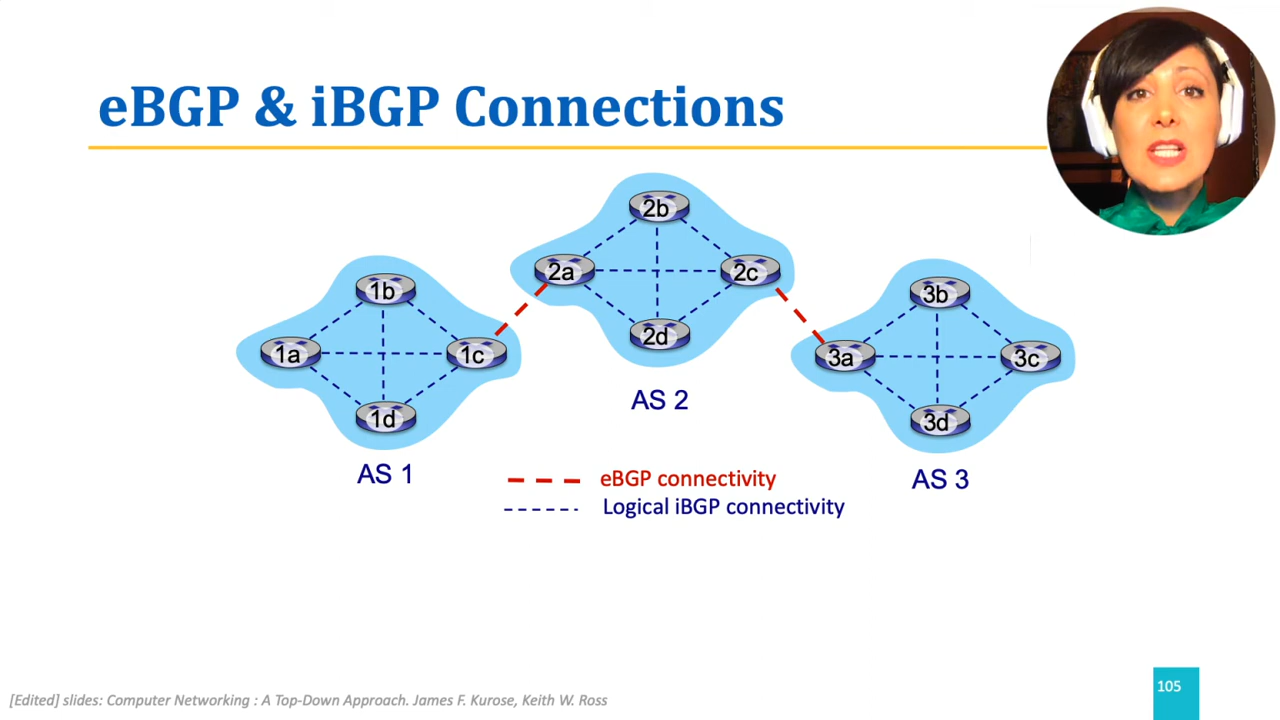 eBGP & iBGP Connections
2b
2a
2c
1b
3b
2d
1a
1c
3a
3c
AS 2
1d
3d
AS 1
AS 3
eBGP connectivity
Logical iBGP connectivity
[Edited] slides: Computer Networking : A Top-Down Approach. James F. Kurose, Keith W. Ross
105